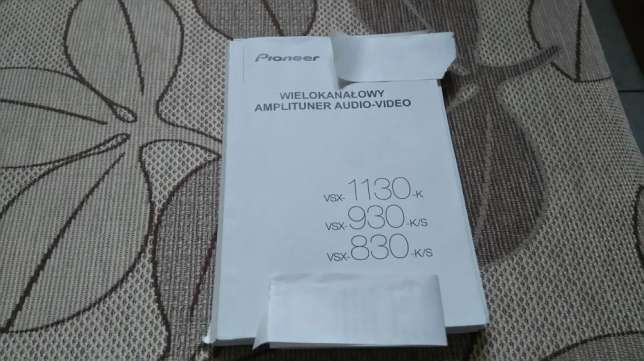 Pioneer
WIELOKANAŁOWY
AMPLITUNER AUDIO-VIDEO
VSX-1130-K
VSX-930-K/S
VSX-830-K/S